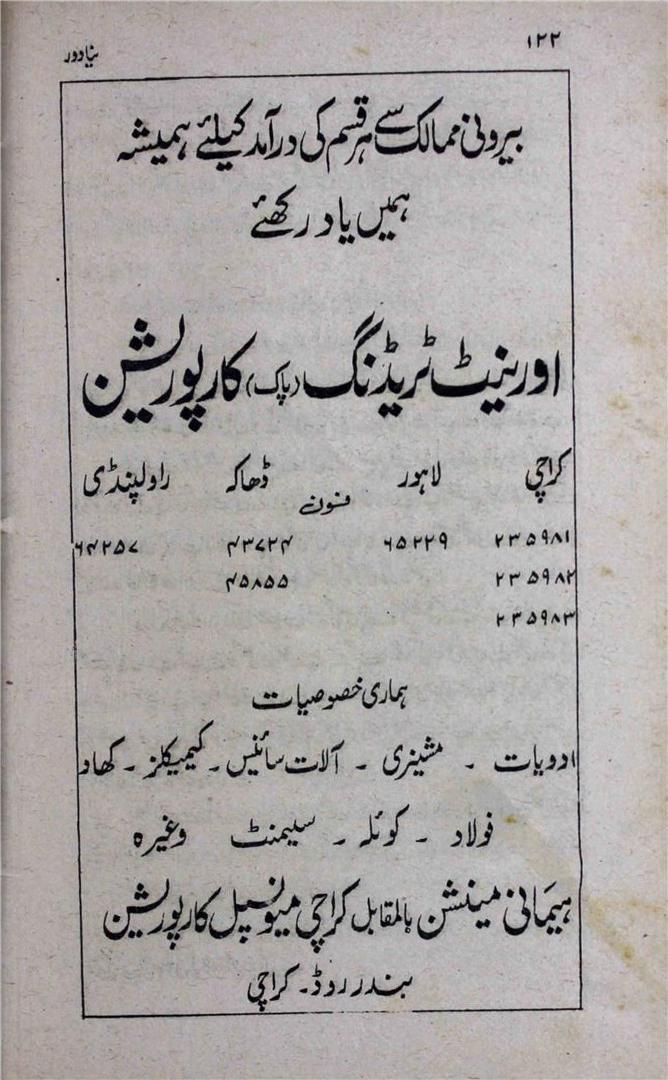 ۱۲۲
نیا دور
بیرونی ممالک سے ہر قسم کی درآمد کیلئے ہمیشہ
ہمیں یاد رکھئے
اورینیٹ ٹریڈنگ (پاک) کارپوریشن
کراچی لاہور ڈھاکہ راولپنڈی
فنون
۲۳۵۹۸۱ ۶۵۲۲۹ ۴۳۷۲۴ ۶۴۲۵۷
۲۳۵۹۸۲ ۴۵۸۵۵
۲۳۵۹۸۳
ہماری خصوصیات
ادویات ۔ مشینری ۔ آلات سائنس ۔ کیمیکلز ۔ کھاد
فولاد ۔ کوئلہ ۔ سیمنٹ وغیرہ
ہیمانی مینشن بالمقابل کراچی میونسپل کارپوریشن
بندر روڈ ۔ کراچی